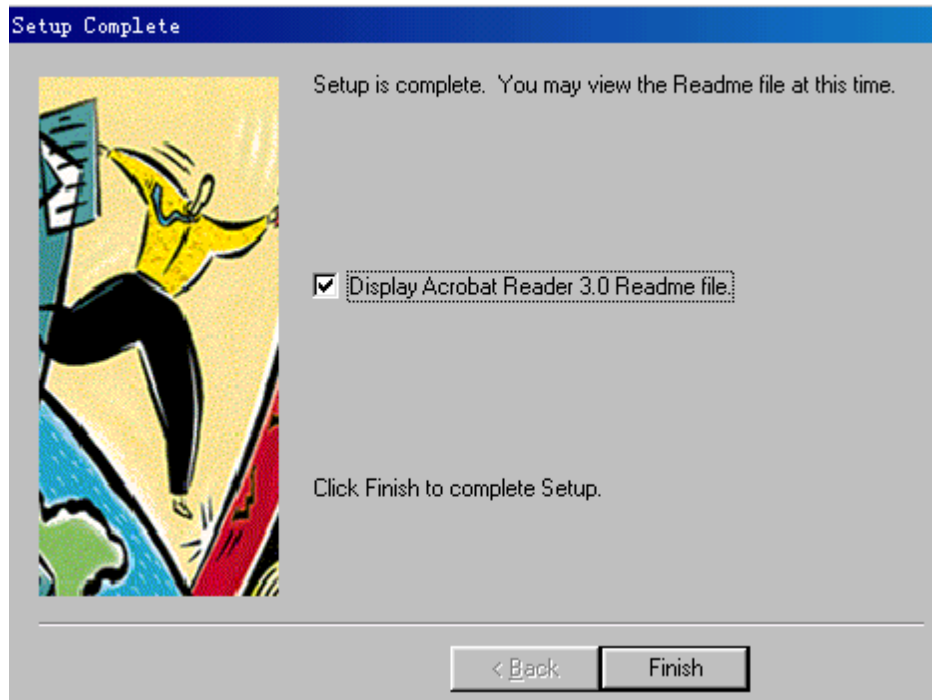 Setup Complete
Setup is complete.  You may view the Readme file at this time.
Display Acrobat Reader 3.0 Readme file.
Click Finish to complete Setup.
< Back
Finish